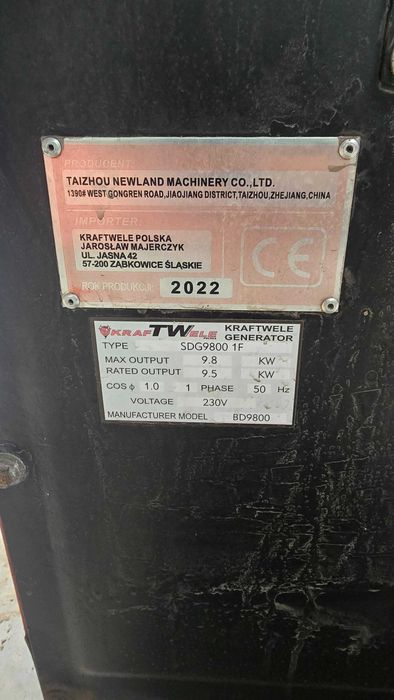 PRODUCENT:
TAIZHOU NEWLAND MACHINERY CO.,LTD.
1390# WEST GONGREN ROAD,JIAOJIANG DISTRICT,TAIZHOU,ZHEJIANG,CHINA
IMPORTER:
KRAFTWELE POLSKA
JAROSŁAW MAJERCZYK
UL. JASNA 42
57-200 ZĄBKOWICE ŚLĄSKIE
CE
ROK PRODUKCJI: 2022
KRAFTWELE KRAFTWELE
GENERATOR
TYPE SDG9800 1F
MAX OUTPUT 9.8 KW
RATED OUTPUT 9.5 KW
COS ϕ 1.0 1 PHASE 50 Hz
VOLTAGE 230V
MANUFACTURER MODEL BD9800